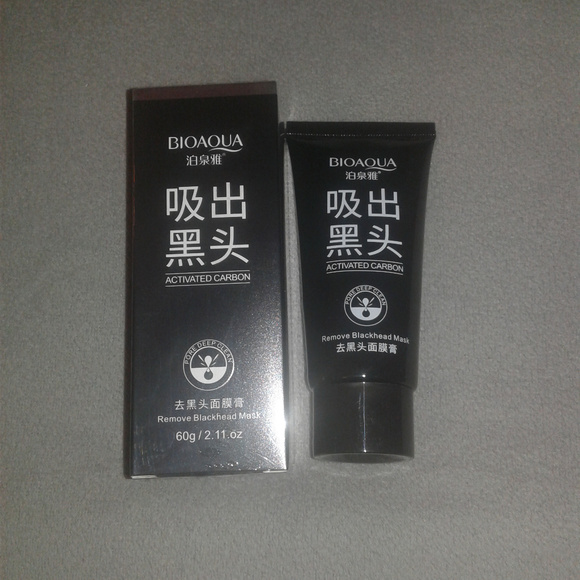 BIOAQUA
泊泉雅®
吸出
黑头
ACTIVATED CARBON
PORE DEEP CLEAN
去黑头面膜膏
Remove Blackhead Mask
60g / 2.11.oz
BIOAQUA
泊泉雅®
吸出
黑头
ACTIVATED CARBON
PORE DEEP CLEAN
Remove Blackhead Mask
去黑头面膜膏